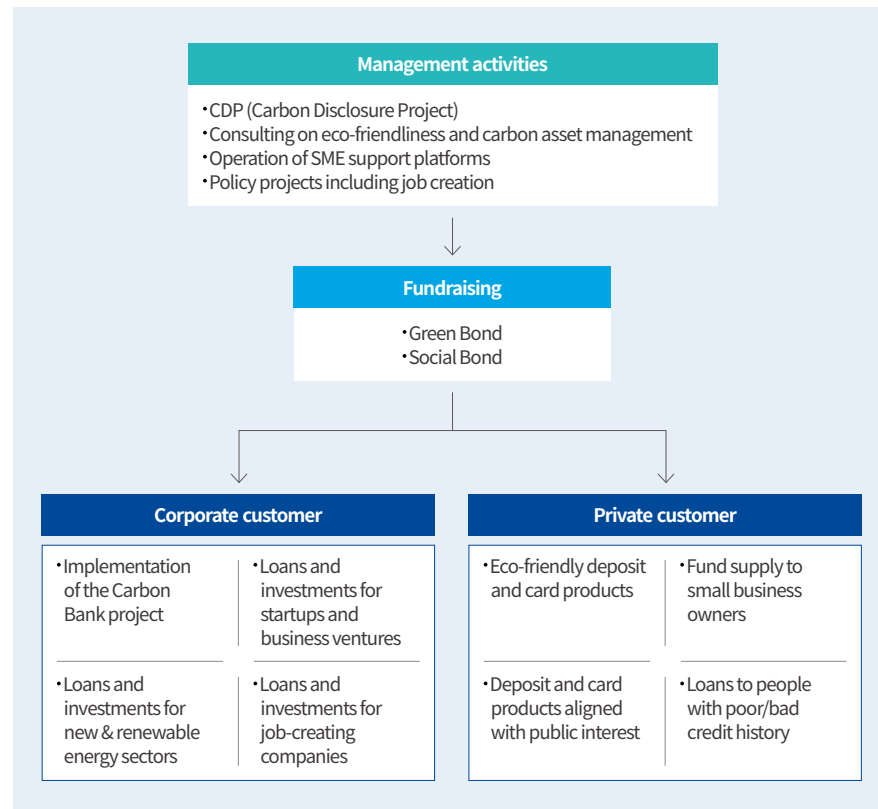 Management activities
•CDP (Carbon Disclosure Project)
•Consulting on eco-friendliness and carbon asset management
•Operation of SME support platforms
•Policy projects including job creation
Fundraising
•Green Bond
•Social Bond
Corporate customer
•Implementation
of the Carbon
Bank project
•Loans and
investments for
startups and
business ventures
•Loans and
investments for
new & renewable
energy sectors
•Loans and
investments for
job-creating
companies
Private customer
•Eco-friendly deposit
and card products
•Fund supply to
small business
owners
•Deposit and card
products aligned
with public interest
•Loans to people
with poor/bad
credit history